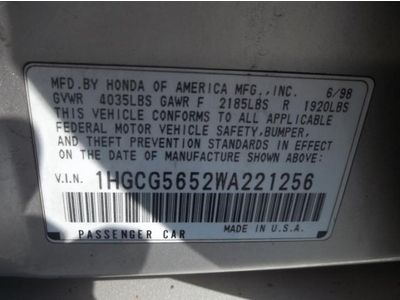 MFD.BY HONDA OF AMERICA MFG.,INC. 6/98
GVWR 4035LBS GAWR F 2185LBS R 1920LBS
THIS VEHICLE CONFORMS TO ALL APPLICABLE
FEDERAL MOTOR VEHICLE SAFETY,BUMPER,
AND THEFT PREVENTION STANDARDS IN EFFECT
ON THE DATE OF MANUFACTURE SHOWN ABOVE.
V.I.N. 1HGCG5652WA221256
PASSENGER CAR MADE IN U.S.A.